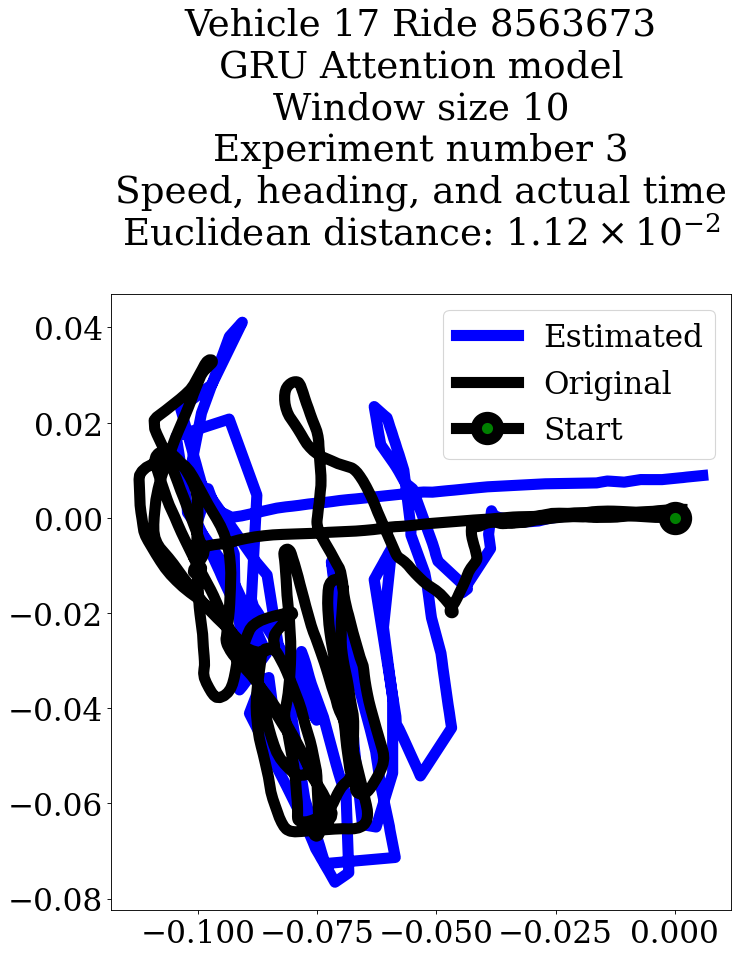 Vehicle 17 Ride 8563673
GRU Attention model
Window size 10
Experiment number 3
Speed, heading, and actual time
Euclidean distance: 1.12 × 10⁻²
Estimated
Original
Start
0.04
0.02
0.00
−0.02
−0.04
−0.06
−0.08
−0.100 −0.075 −0.050 −0.025 0.000